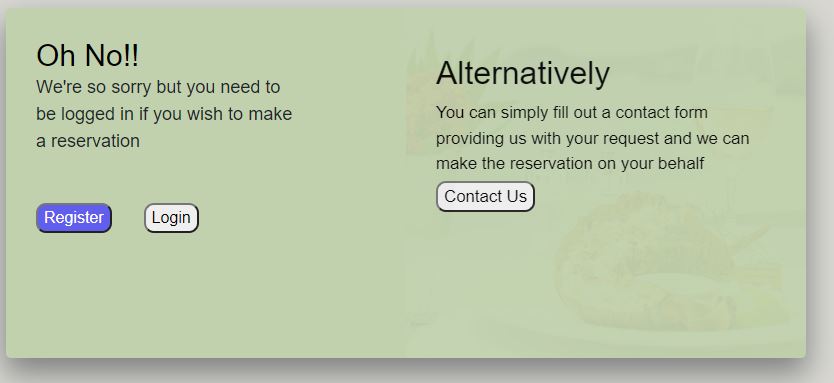 Oh No!!
We're so sorry but you need to
be logged in if you wish to make
a reservation
Register
Login
Alternatively
You can simply fill out a contact form
providing us with your request and we can
make the reservation on your behalf
Contact Us